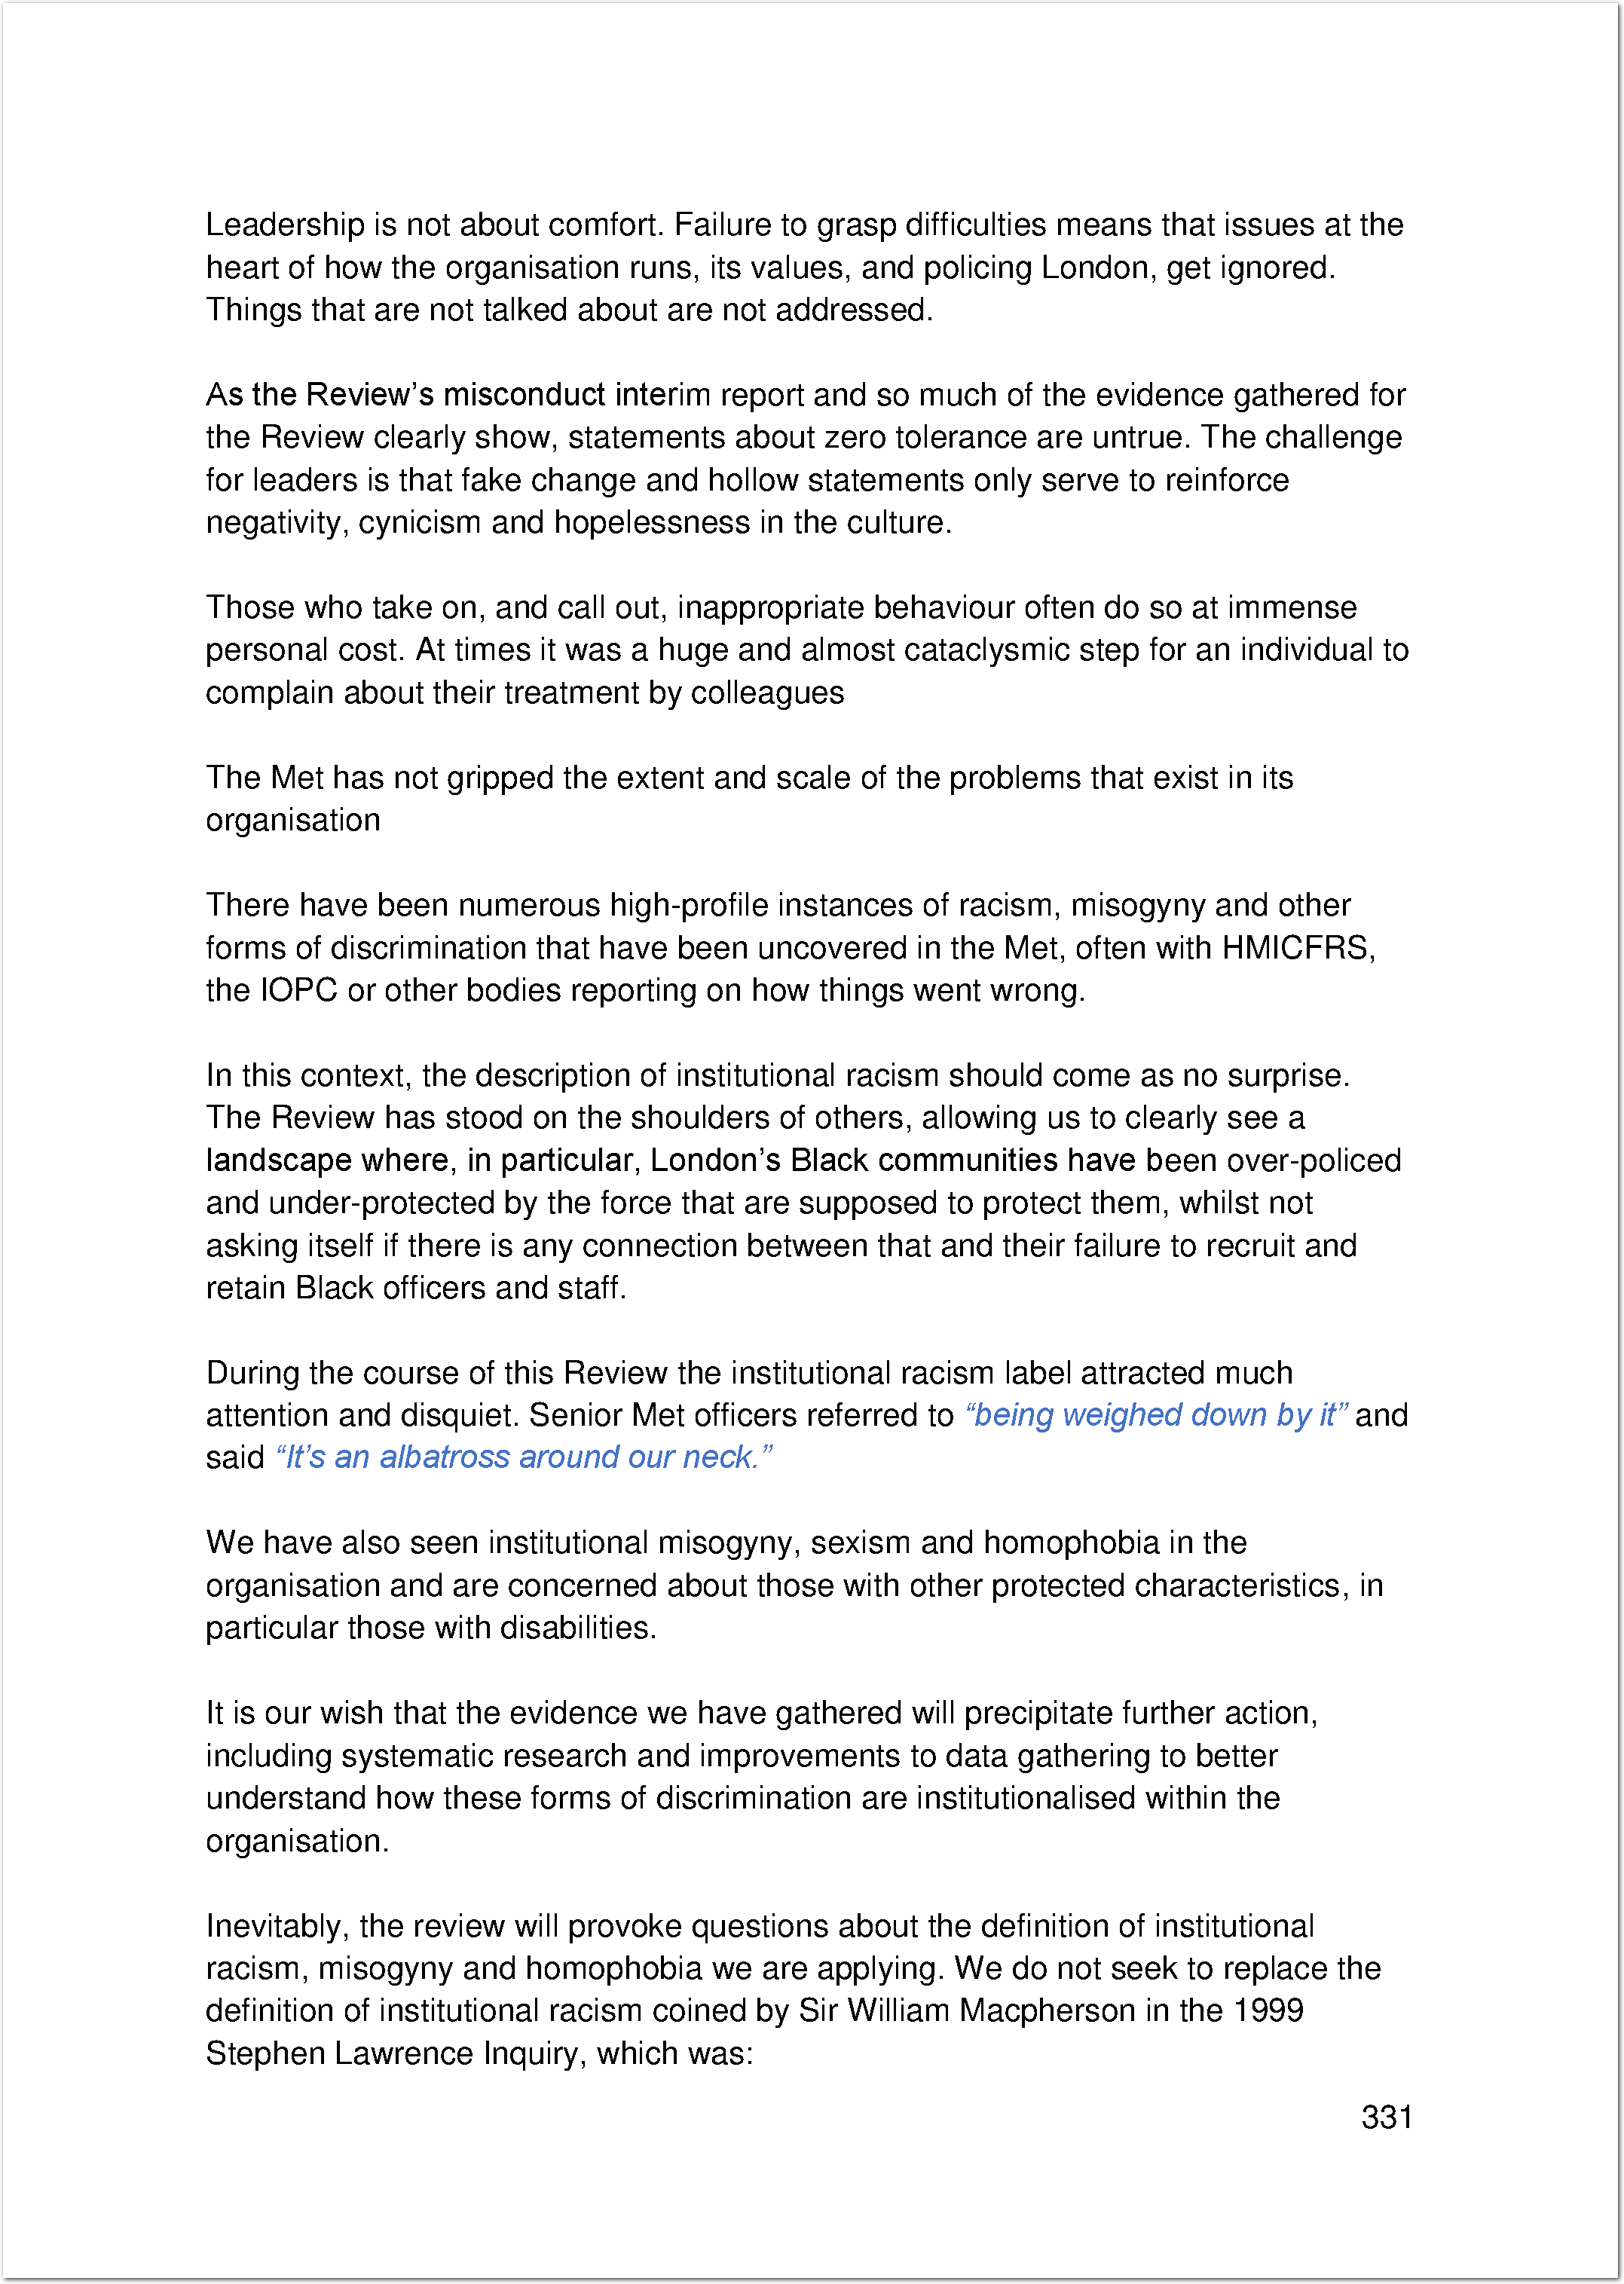 Leadership is not about comfort. Failure to grasp difficulties means that issues at the
heart of how the organisation runs, its values, and policing London, get ignored.
Things that are not talked about are not addressed.
As the Review’s misconduct interim report and so much of the evidence gathered for
the Review clearly show, statements about zero tolerance are untrue. The challenge
for leaders is that fake change and hollow statements only serve to reinforce
negativity, cynicism and hopelessness in the culture.
Those who take on, and call out, inappropriate behaviour often do so at immense
personal cost. At times it was a huge and almost cataclysmic step for an individual to
complain about their treatment by colleagues
The Met has not gripped the extent and scale of the problems that exist in its
organisation
There have been numerous high-profile instances of racism, misogyny and other
forms of discrimination that have been uncovered in the Met, often with HMICFRS,
the IOPC or other bodies reporting on how things went wrong.
In this context, the description of institutional racism should come as no surprise.
The Review has stood on the shoulders of others, allowing us to clearly see a
landscape where, in particular, London’s Black communities have been over-policed
and under-protected by the force that are supposed to protect them, whilst not
asking itself if there is any connection between that and their failure to recruit and
retain Black officers and staff.
During the course of this Review the institutional racism label attracted much
attention and disquiet. Senior Met officers referred to “being weighed down by it” and
said “It’s an albatross around our neck.”
We have also seen institutional misogyny, sexism and homophobia in the
organisation and are concerned about those with other protected characteristics, in
particular those with disabilities.
It is our wish that the evidence we have gathered will precipitate further action,
including systematic research and improvements to data gathering to better
understand how these forms of discrimination are institutionalised within the
organisation.
Inevitably, the review will provoke questions about the definition of institutional
racism, misogyny and homophobia we are applying. We do not seek to replace the
definition of institutional racism coined by Sir William Macpherson in the 1999
Stephen Lawrence Inquiry, which was:
331